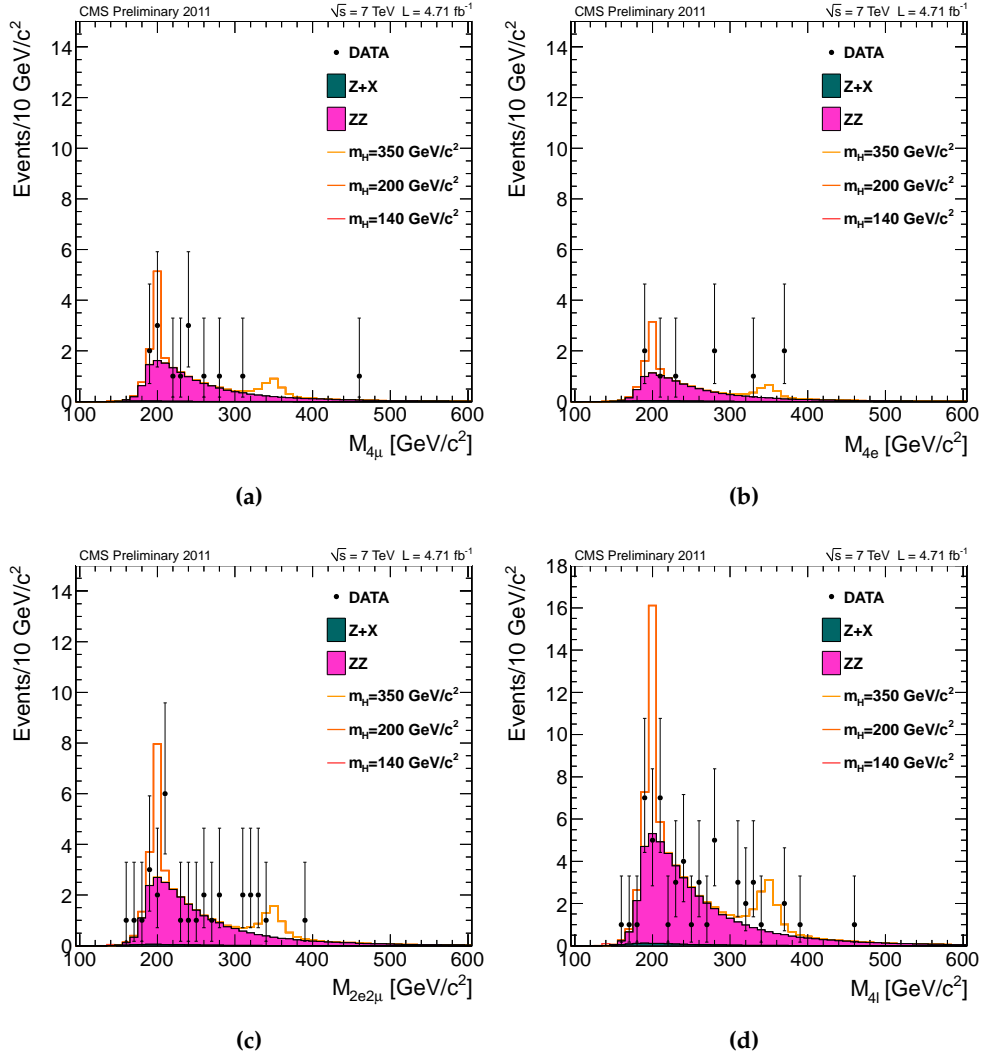 CMS Preliminary 2011 √s = 7 TeV L = 4.71 fb⁻¹
Events/10 GeV/c²
14
12
10
8
6
4
2
0
DATA
Z+X
ZZ
m_H=350 GeV/c²
m_H=200 GeV/c²
m_H=140 GeV/c²
100 200 300 400 500 600
M_4μ [GeV/c²]
(a)
CMS Preliminary 2011 √s = 7 TeV L = 4.71 fb⁻¹
Events/10 GeV/c²
14
12
10
8
6
4
2
0
DATA
Z+X
ZZ
m_H=350 GeV/c²
m_H=200 GeV/c²
m_H=140 GeV/c²
100 200 300 400 500 600
M_4e [GeV/c²]
(b)
CMS Preliminary 2011 √s = 7 TeV L = 4.71 fb⁻¹
Events/10 GeV/c²
14
12
10
8
6
4
2
0
DATA
Z+X
ZZ
m_H=350 GeV/c²
m_H=200 GeV/c²
m_H=140 GeV/c²
100 200 300 400 500 600
M_2e2μ [GeV/c²]
(c)
CMS Preliminary 2011 √s = 7 TeV L = 4.71 fb⁻¹
Events/10 GeV/c²
18
16
14
12
10
8
6
4
2
0
DATA
Z+X
ZZ
m_H=350 GeV/c²
m_H=200 GeV/c²
m_H=140 GeV/c²
100 200 300 400 500 600
M_4l [GeV/c²]
(d)